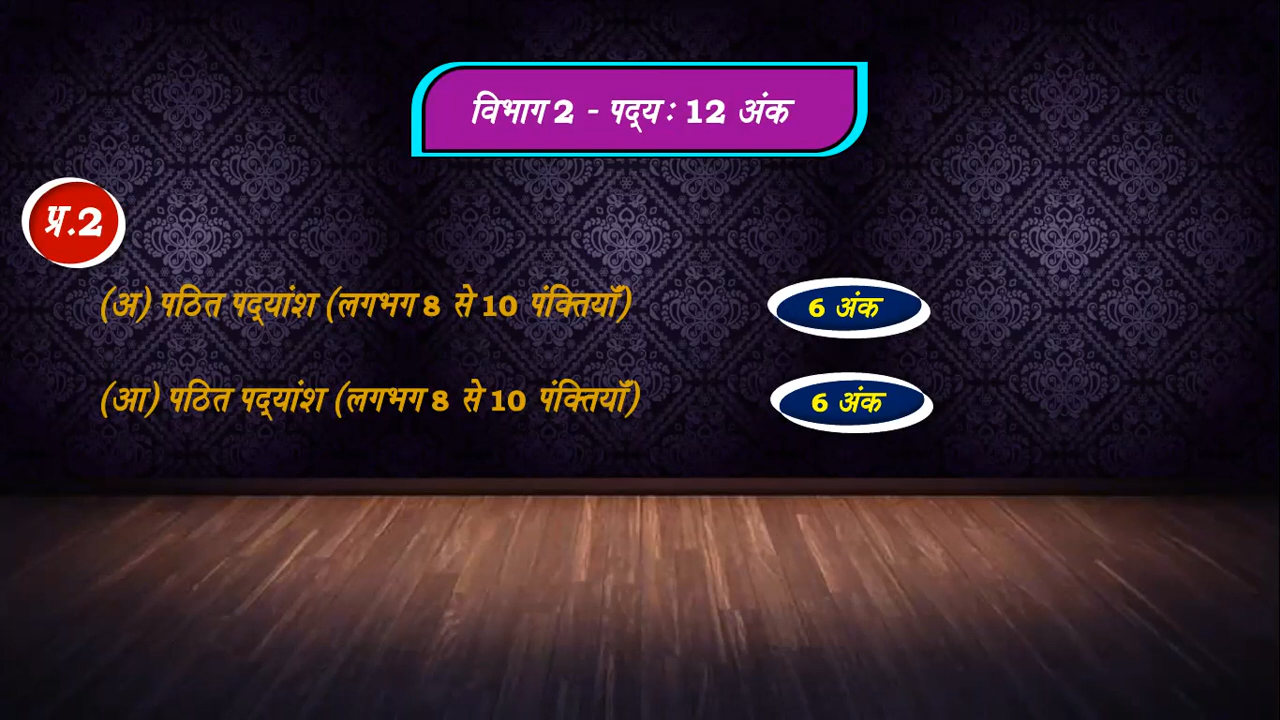 विभाग 2 - पद्य : 12 अंक
प्र.2
(अ) पठित पद्यांश (लगभग 8 से 10 पंक्तियाँ) 6 अंक
(आ) पठित पद्यांश (लगभग 8 से 10 पंक्तियाँ) 6 अंक